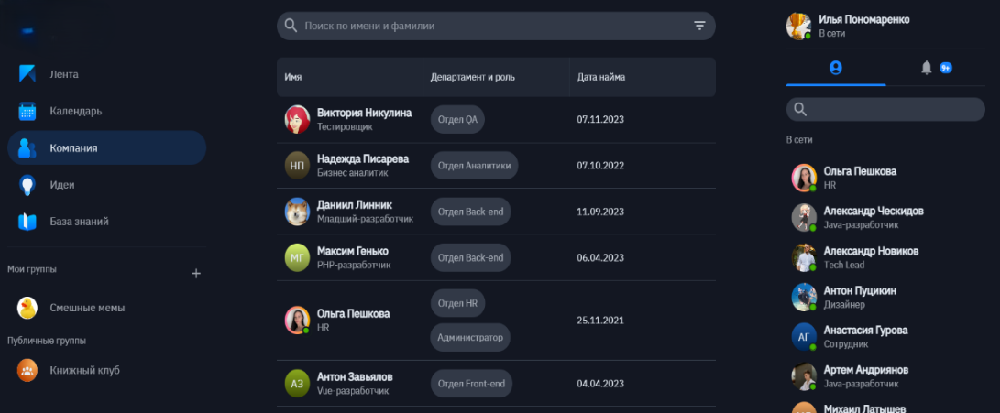 Лента
Календарь
Компания
Идеи
База знаний
Мои группы
+
Смешные мемы
Публичные группы
Книжный клуб
Поиск по имени и фамилии
Имя Департамент и роль Дата найма
Виктория Никулина
Тестировщик
Отдел QA
07.11.2023
НП
Надежда Писарева
Бизнес аналитик
Отдел Аналитики
07.10.2022
Даниил Линник
Младший-разработчик
Отдел Back-end
11.09.2023
МГ
Максим Генько
PHP-разработчик
Отдел Back-end
06.04.2023
Ольга Пешкова
HR
Отдел HR
Администратор
25.11.2021
АЗ
Антон Завьялов
Vue-разработчик
Отдел Front-end
04.04.2023
Илья Пономаренко
В сети
9+
В сети
Ольга Пешкова
HR
Александр Ческидов
Java-разработчик
Александр Новиков
Tech Lead
Антон Пуцикин
Дизайнер
АГ
Анастасия Гурова
Сотрудник
Артем Андриянов
Java-разработчик
Михаил Латышев